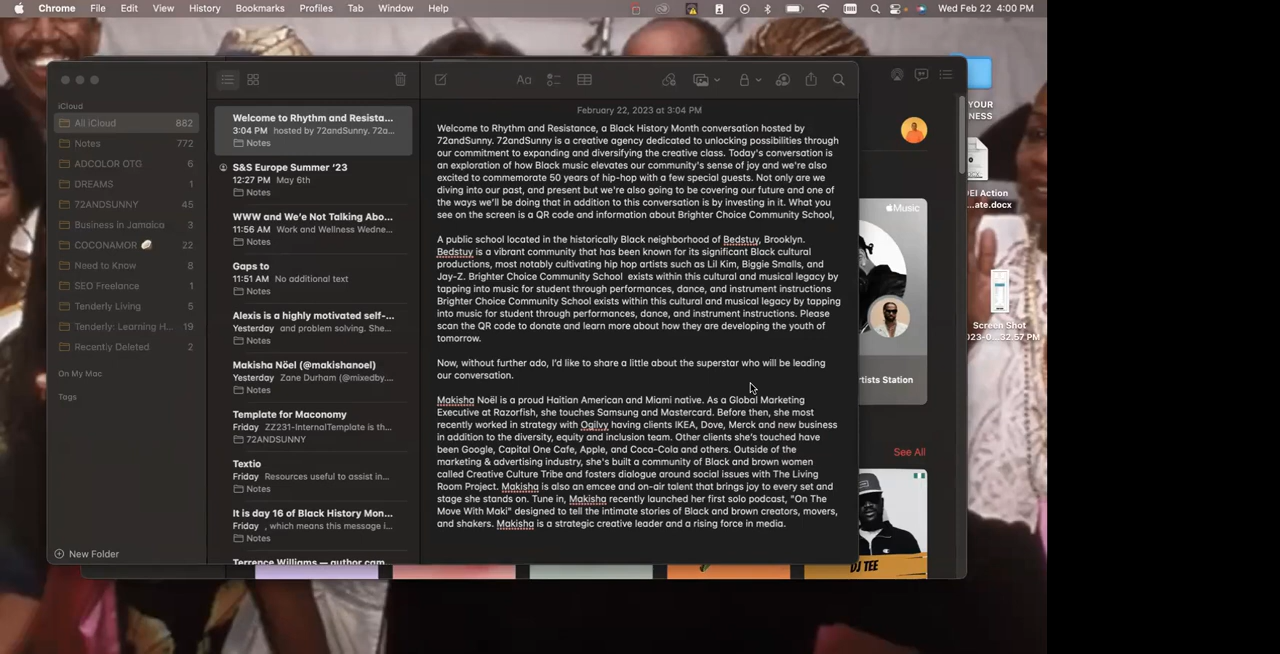 Chrome File Edit View History Bookmarks Profiles Tab Window Help Wed Feb 22 4:00 PM
iCloud
All iCloud 882
Notes 772
ADCOLOR OTG 6
DREAMS 1
72ANDSUNNY 45
Business In Jamaica 3
COCONAMOR 🥥 22
Need to Know 8
SEO Freelance 1
Tenderly Living 5
Tenderly: Learning H... 19
Recently Deleted 2
On My Mac
Tags
New Folder
Welcome to Rhythm and Resista...
3:04 PM hosted by 72andSunny. 72a...
Notes
S&S Europe Summer ‘23
12:27 PM May 6th
Notes
WWW and We’re Not Talking Abo...
11:56 AM Work and Wellness Wedne...
Notes
Gaps to
11:51 AM No additional text
Notes
Alexis is a highly motivated self-...
Yesterday and problem solving. She...
Notes
Makisha Nöel (@makishanoel)
Yesterday Zane Durham (@mixedby...
Notes
Template for Maconomy
Friday ZZ231-InternalTemplate is th...
72ANDSUNNY
Textio
Friday Resources useful to assist in...
Notes
It is day 16 of Black History Mon...
Friday , which means this message i...
Notes
Terrence Williams — author cam...
Aa
February 22, 2023 at 3:04 PM
Welcome to Rhythm and Resistance, a Black History Month conversation hosted by
72andSunny. 72andSunny is a creative agency dedicated to unlocking possibilities through
our commitment to expanding and diversifying the creative class. Today's conversation is
an exploration of how Black music elevates our community's sense of joy and we're also
excited to commemorate 50 years of hip-hop with a few special guests. Not only are we
diving into our past, and present but we're also going to be covering our future and one of
the ways we'll be doing that in addition to this conversation is by investing in it. What you
see on the screen is a QR code and information about Brighter Choice Community School,
A public school located in the historically Black neighborhood of Bedstuy, Brooklyn.
Bedstuy is a vibrant community that has been known for its significant Black cultural
productions, most notably cultivating hip hop artists such as Lil Kim, Biggie Smalls, and
Jay-Z. Brighter Choice Community School exists within this cultural and musical legacy by
tapping into music for student through performances, dance, and instrument instructions
Brighter Choice Community School exists within this cultural and musical legacy by tapping
into music for student through performances, dance, and instrument instructions. Please
scan the QR code to donate and learn more about how they are developing the youth of
tomorrow.
Now, without further ado, I'd like to share a little about the superstar who will be leading
our conversation.
Makisha Noël is a proud Haitian American and Miami native. As a Global Marketing
Executive at Razorfish, she touches Samsung and Mastercard. Before then, she most
recently worked in strategy with Ogilvy having clients IKEA, Dove, Merck and new business
in addition to the diversity, equity and inclusion team. Other clients she's touched have
been Google, Capital One Cafe, Apple, and Coca-Cola and others. Outside of the
marketing & advertising industry, she's built a community of Black and brown women
called Creative Culture Tribe and fosters dialogue around social issues with The Living
Room Project. Makisha is also an emcee and on-air talent that brings joy to every set and
stage she stands on. Tune in, Makisha recently launched her first solo podcast, "On The
Move With Maki" designed to tell the intimate stories of Black and brown creators, movers,
and shakers. Makisha is a strategic creative leader and a rising force in media.
Music
rtists Station
See All
DJ TEE
YOUR
NESS
DEI Action
...ate.docx
Screen Shot